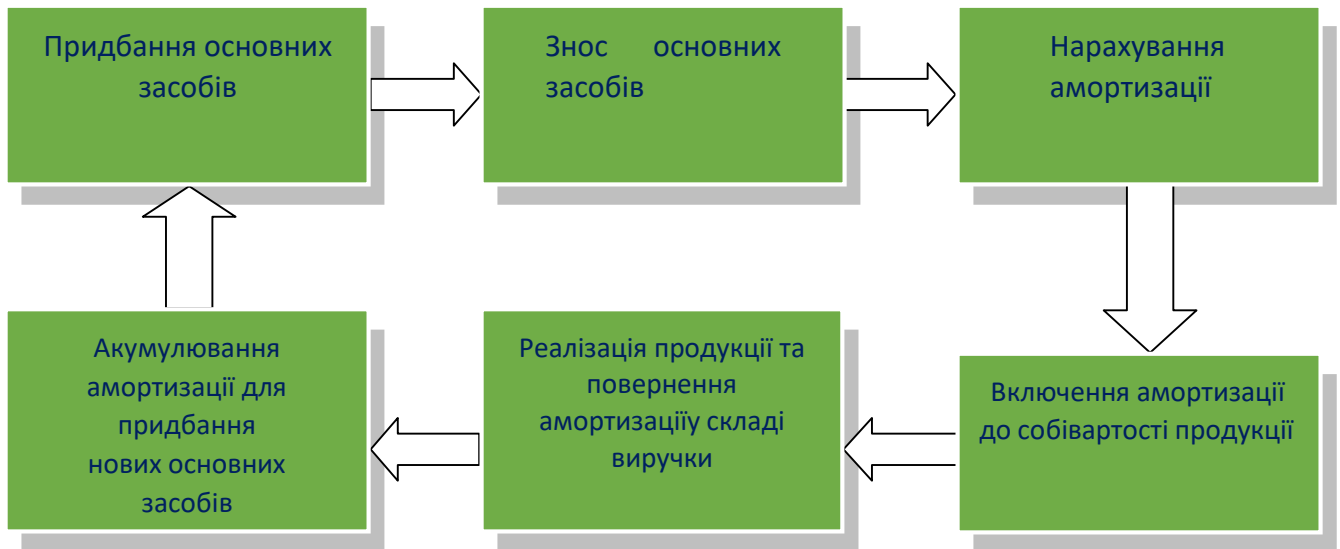 Придбання основних
засобів
Знос основних
засобів
Нарахування
амортизації
Включення амортизації
до собівартості продукції
Реалізація продукції та
повернення
амортизаціїу складі
виручки
Акумулювання
амортизації для
придбання
нових основних
засобів